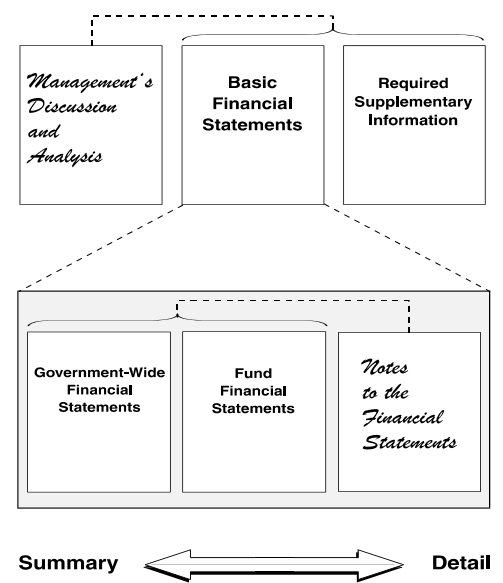 Management's
Discussion
and
Analysis
Basic
Financial
Statements
Required
Supplementary
Information
Government-Wide
Financial
Statements
Fund
Financial
Statements
Notes
to the
Financial
Statements
Summary
Detail